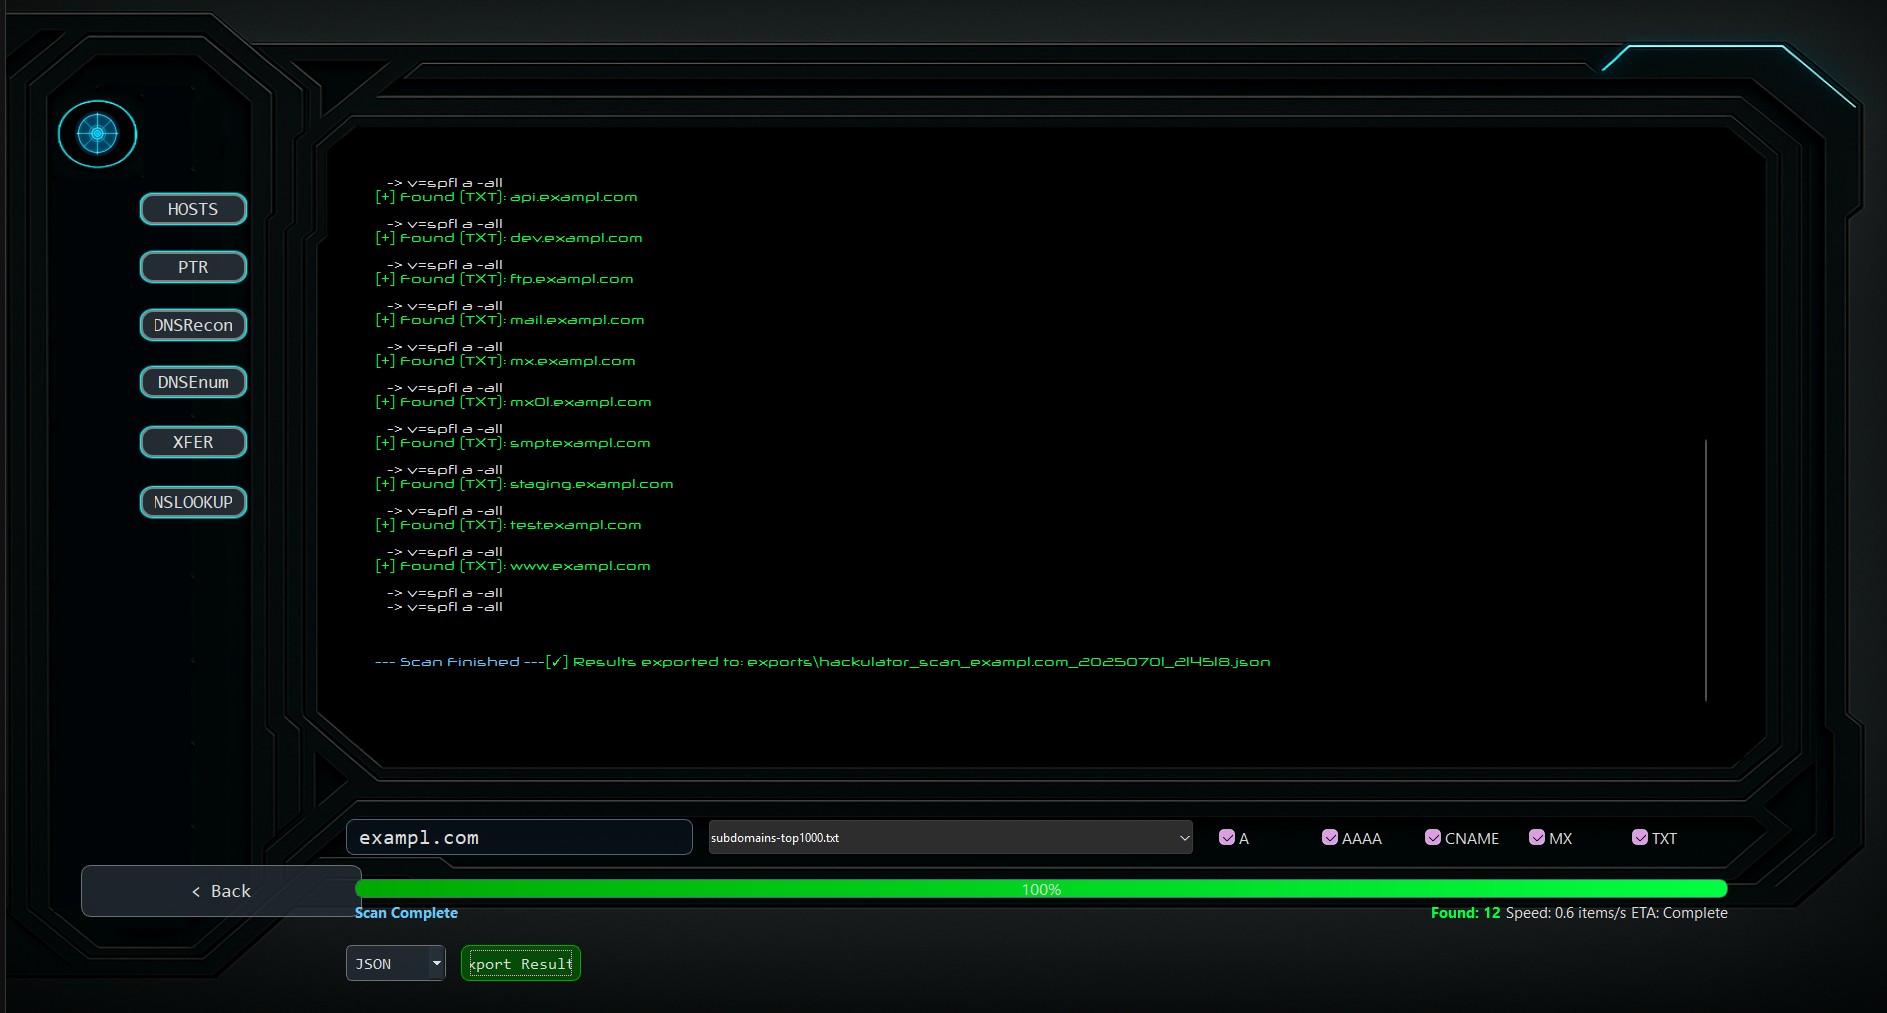 -> v=spf1 a -all
[+] Found (TXT): api.exampl.com
-> v=spf1 a -all
[+] Found (TXT): dev.exampl.com
-> v=spf1 a -all
[+] Found (TXT): ftp.exampl.com
-> v=spf1 a -all
[+] Found (TXT): mail.exampl.com
-> v=spf1 a -all
[+] Found (TXT): mx.exampl.com
-> v=spf1 a -all
[+] Found (TXT): mx01.exampl.com
-> v=spf1 a -all
[+] Found (TXT): smpt.exampl.com
-> v=spf1 a -all
[+] Found (TXT): staging.exampl.com
-> v=spf1 a -all
[+] Found (TXT): test.exampl.com
-> v=spf1 a -all
[+] Found (TXT): www.exampl.com
-> v=spf1 a -all
-> v=spf1 a -all
--- Scan Finished ---[✓] Results exported to: exports\hackulator_scan_exampl.com_20250701_214518.json
HOSTS
PTR
DNSRecon
DNSEnum
XFER
NSLOOKUP
exampl.com
subdomains-top1000.txt
A
AAAA
CNAME
MX
TXT
< Back
100%
Scan Complete
Found: 12 Speed: 0.6 items/s ETA: Complete
JSON
xport Result